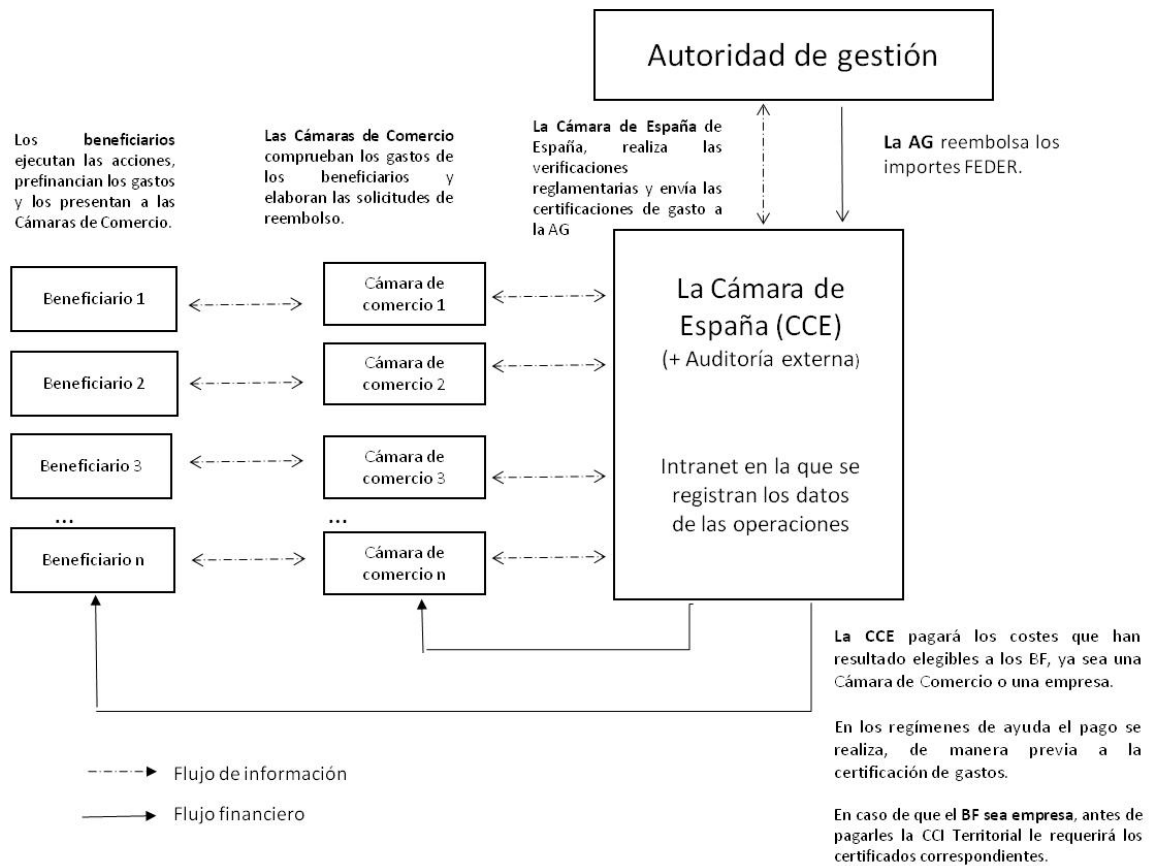 Autoridad de gestión
Los beneficiarios
ejecutan las acciones,
prefinancian los gastos
y los presentan a las
Cámaras de Comercio.
Las Cámaras de Comercio
comprueban los gastos de
los beneficiarios y
elaboran las solicitudes de
reembolso.
La Cámara de España de
España, realiza las
verificaciones
reglamentarias y envía las
certificaciones de gasto a
la AG
La AG reembolsa los
importes FEDER.
Beneficiario 1
Cámara de
comercio 1
Beneficiario 2
Cámara de
comercio 2
Beneficiario 3
Cámara de
comercio 3
...
...
Beneficiario n
Cámara de
comercio n
La Cámara de
España (CCE)
(+ Auditoría externa)
Intranet en la que se
registran los datos
de las operaciones
La CCE pagará los costes que han
resultado elegibles a los BF, ya sea una
Cámara de Comercio o una empresa.
En los regímenes de ayuda el pago se
realiza, de manera previa a la
certificación de gastos.
En caso de que el BF sea empresa, antes de
pagarles la CCI Territorial le requerirá los
certificados correspondientes.
Flujo de información
Flujo financiero